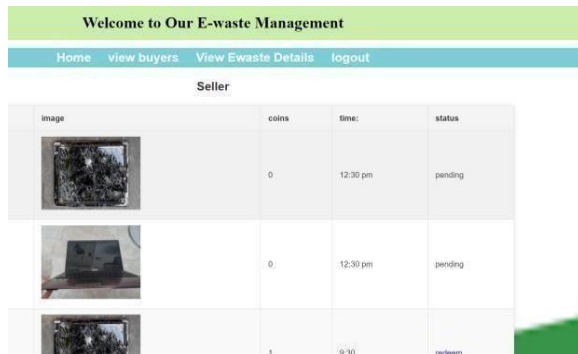 Welcome to Our E-waste Management
Home view buyers View Ewaste Details logout
Seller
image coins time: status
0 12:30 pm pending
0 12:30 pm pending
1 9:30 redeem